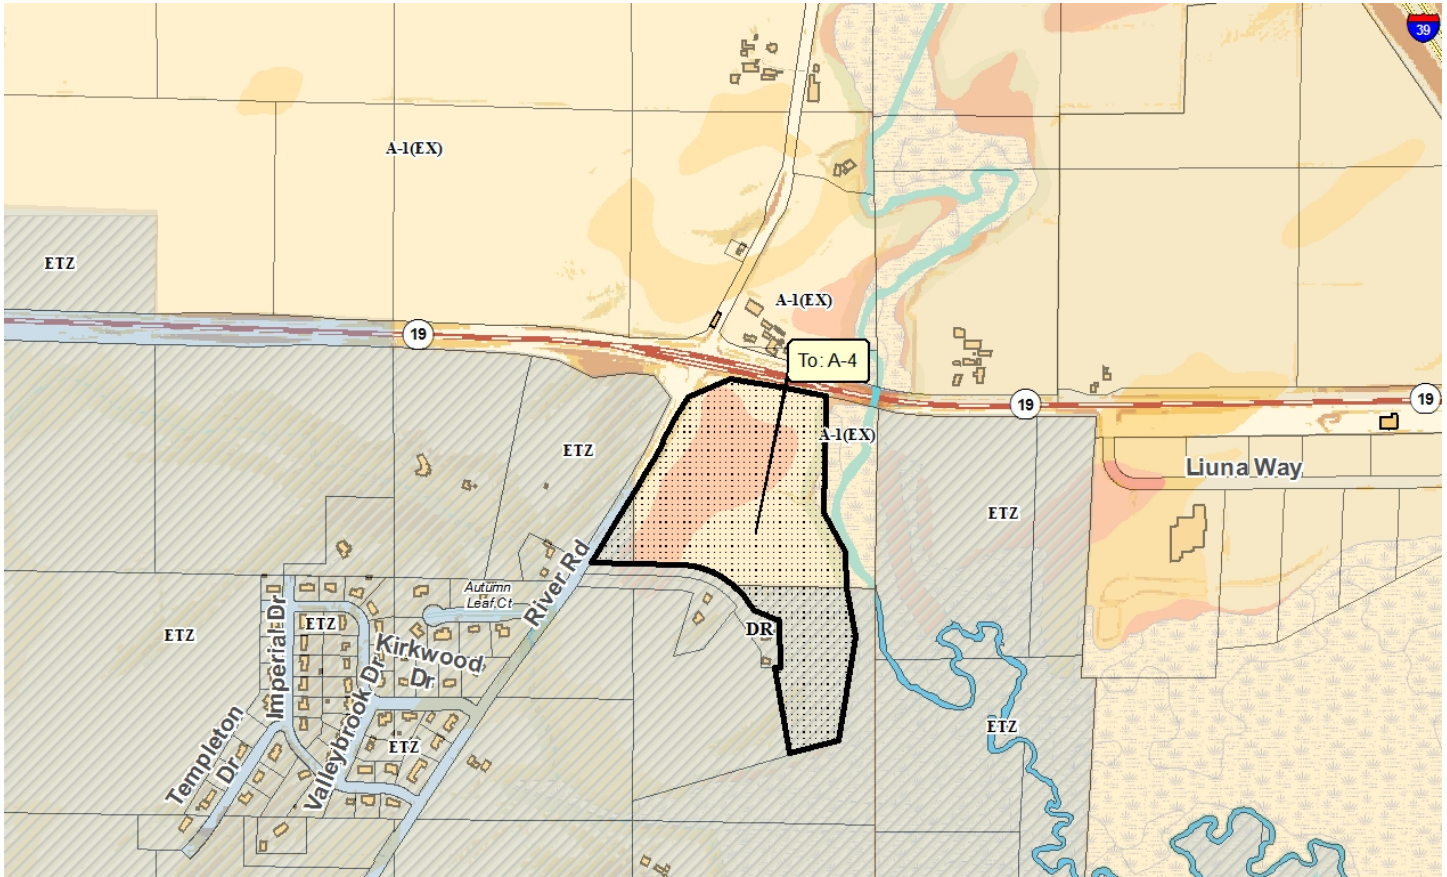 39
A-1(EX)
ETZ
A-1(EX)
19
To: A-4
19
19
A-1(EX)
ETZ
Liuna Way
ETZ
River Rd
Autumn
Leaf Ct
ETZ
ETZ
DR
Imperial Dr
Kirkwood
Dr
Valleybrook Dr
ETZ
ETZ
Templeton
Dr